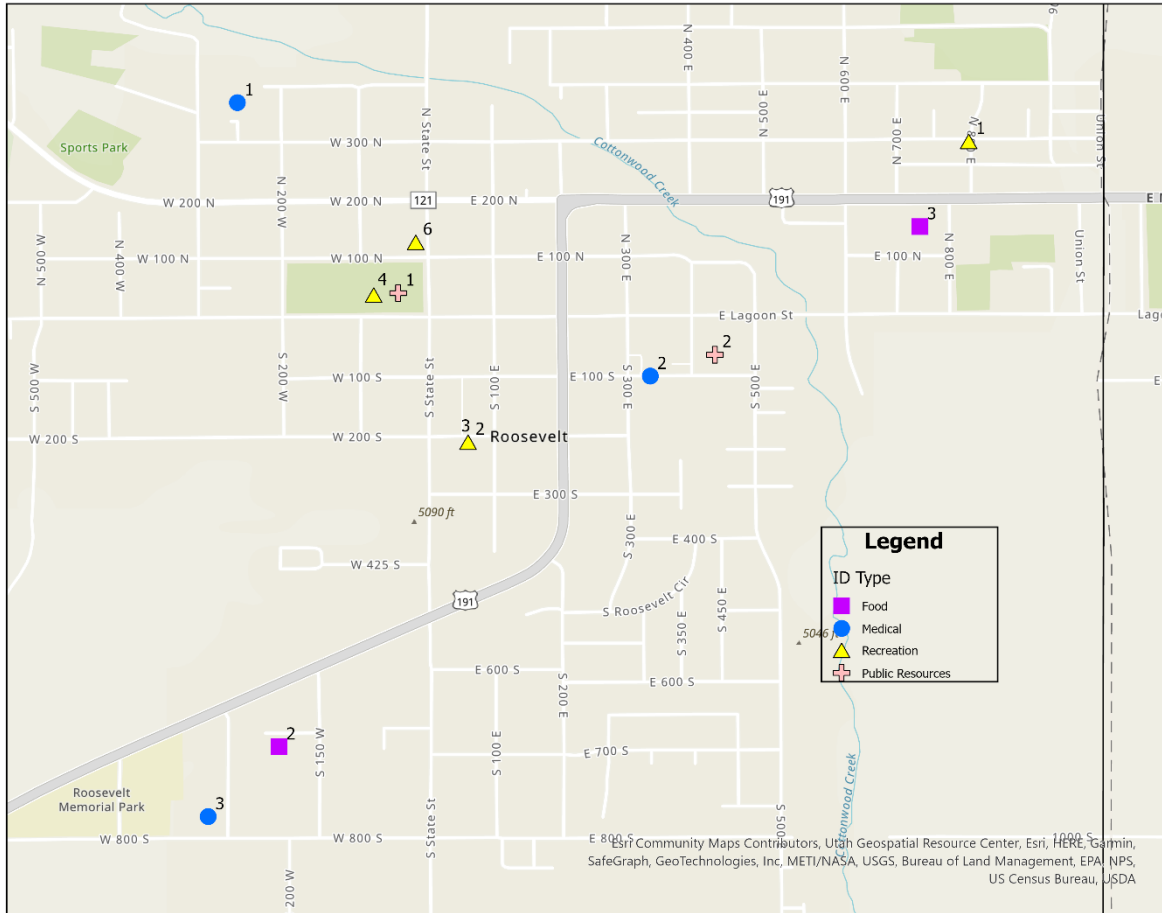 N 400 E
N 600 E
1
N State St
N 500 E
N 700 E
1
Union St
Sports Park
W 300 N
Cottonwood Creek
N 200 W
W 200 N
W 200 N
121
E 200 N
191
E N
N 500 W
N 400 W
6
N 300 E
3
N 800 E
Union St
W 100 N
W 100 N
E 100 N
E 100 N
4
1
E Lagoon St
Lago
S 500 W
S 200 W
W 100 S
S State St
S 100 E
E 100 S
S 300 E
2
2
S 500 E
E
W 200 S
W 200 S
3
2
Roosevelt
E 300 S
5090 ft
S 300 E
E 400 S
W 425 S
191
S Roosevelt Cir
S 350 E
S 450 E
5046 ft
Legend
ID Type
Food
Medical
Recreation
Public Resources
E 600 S
S 200 E
E 600 S
2
S 150 W
S 100 E
E 700 S
Roosevelt
Memorial Park
3
S State St
Cottonwood Creek
W 800 S
W 800 S
E 800 S
1000 S
200 W
Esri Community Maps Contributors, Utah Geospatial Resource Center, Esri, HERE, Garmin,
SafeGraph, GeoTechnologies, Inc, METI/NASA, USGS, Bureau of Land Management, EPA, NPS,
US Census Bureau, USDA